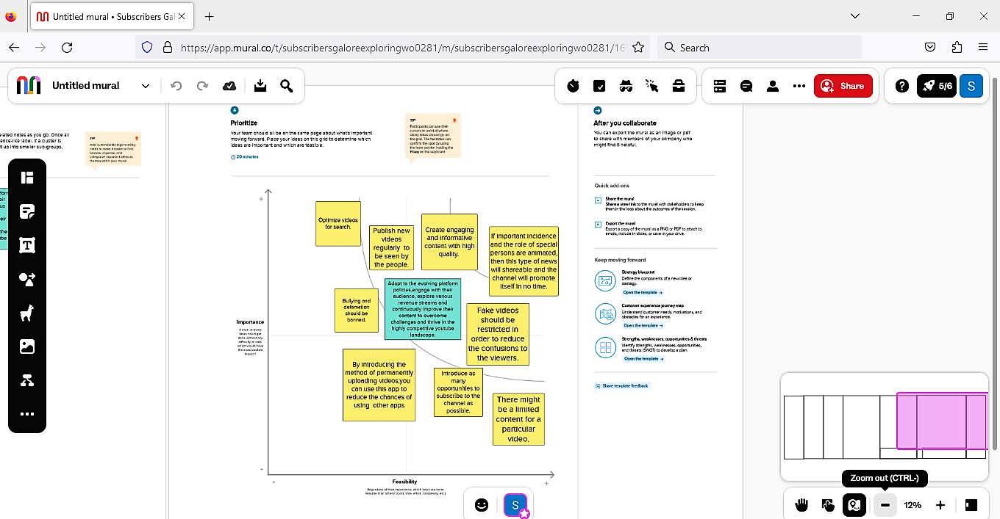 Untitled mural • Subscribers Gal
https://app.mural.co/t/subscribersgaloreexploringwo0281/m/subscribersgaloreexploringwo0281/16
Search
Untitled mural
Share
5/6
S
elated notes as you go. Once all
ence-like label. If a cluster is
t up into smaller sub-groups.
TIP
Add customizable tags to sticky
notes to make it easier to find,
browse, organize, and
categorize important ideas as
themes within your mural.
4
Prioritize
Your team should all be on the same page about what's important
moving forward. Place your ideas on this grid to determine which
ideas are important and which are feasible.
20 minutes
TIP
Participants can use their
cursors to point at where
sticky notes should go on
the grid. The facilitator can
confirm the spot by using
the laser pointer holding the
H key on the keyboard.
After you collaborate
You can export the mural as an image or pdf
to share with members of your company who
might find it helpful.
Quick add-ons
Share the mural
Share a view link to the mural with stakeholders to keep
them in the loop about the outcomes of the session.
Export the mural
Export a copy of the mural as a PNG or PDF to attach to
emails, include in slides, or save in your drive.
Keep moving forward
Strategy blueprint
Define the components of a new idea or
strategy.
Open the template →
Customer experience journey map
Understand customer needs, motivations, and
obstacles for an experience.
Open the template →
Strengths, weaknesses, opportunities & threats
Identify strengths, weaknesses, opportunities,
and threats (SWOT) to develop a plan.
Open the template →
Share template feedback
+
Optimize videos
for search.
Publish new
videos
regularly to
be seen by
the people.
Create engaging
and informative
content with high
quality.
If important incidence
and the role of special
persons are animated,
then this type of news
will shareable and the
channel will promote
itself in no time.
Bullying and
defamation
should be
banned.
Adapt to the evolving platform
policies,engage with their
audience, explore various
revenue streams and
continuously improve their
content to overcome
challenges and thrive in the
highly competitive youtube
landscape.
Fake videos
should be
restricted in
order to reduce
the confusions to
the viewers.
Importance
If each of these
tasks could get
done without any
difficulty or cost,
which would have
the most positive
impact?
By introducing the
method of permanently
uploading videos,you
can use this app to
reduce the chances of
using other apps
Introduce as
many
opportunities to
subscribe to the
channel as
possible.
There might
be a limited
content for a
particular
video.
-
-
Feasibility
+
Regardless of their importance, which tasks are more
feasible than others? (Cost, time, effort, complexity, etc.)
S
Zoom out (CTRL-)
12%